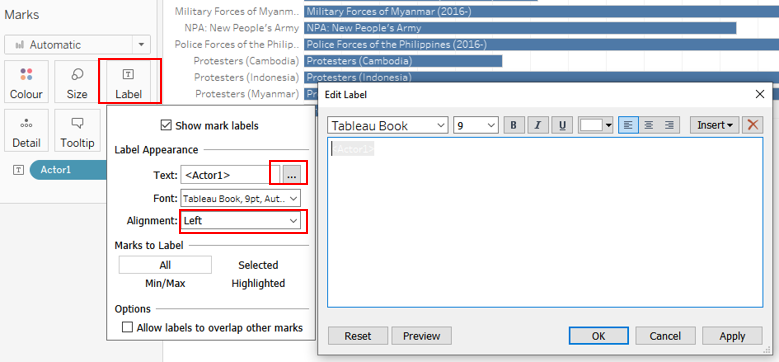 Marks
Automatic
Colour
Size
Label
Detail
Tooltip
Actor1
Military Forces of Myanm..
Military Forces of Myanmar (2016-)
NPA: New People's Army
NPA: New People's Army
Police Forces of the Philip..
Police Forces of the Philippines (2016-)
Protesters (Cambodia)
Protesters (Cambodia)
Protesters (Indonesia)
Protesters (Indonesia)
Protesters (Myanmar)
Show mark labels
Label Appearance
Text:
<Actor1>
...
Font:
Tableau Book, 9pt, Aut..
Alignment:
Left
Marks to Label
All
Selected
Min/Max
Highlighted
Options
Allow labels to overlap other marks
Edit Label
Tableau Book
9
B
I
U
Insert
<Actor1>
Reset
Preview
OK
Cancel
Apply